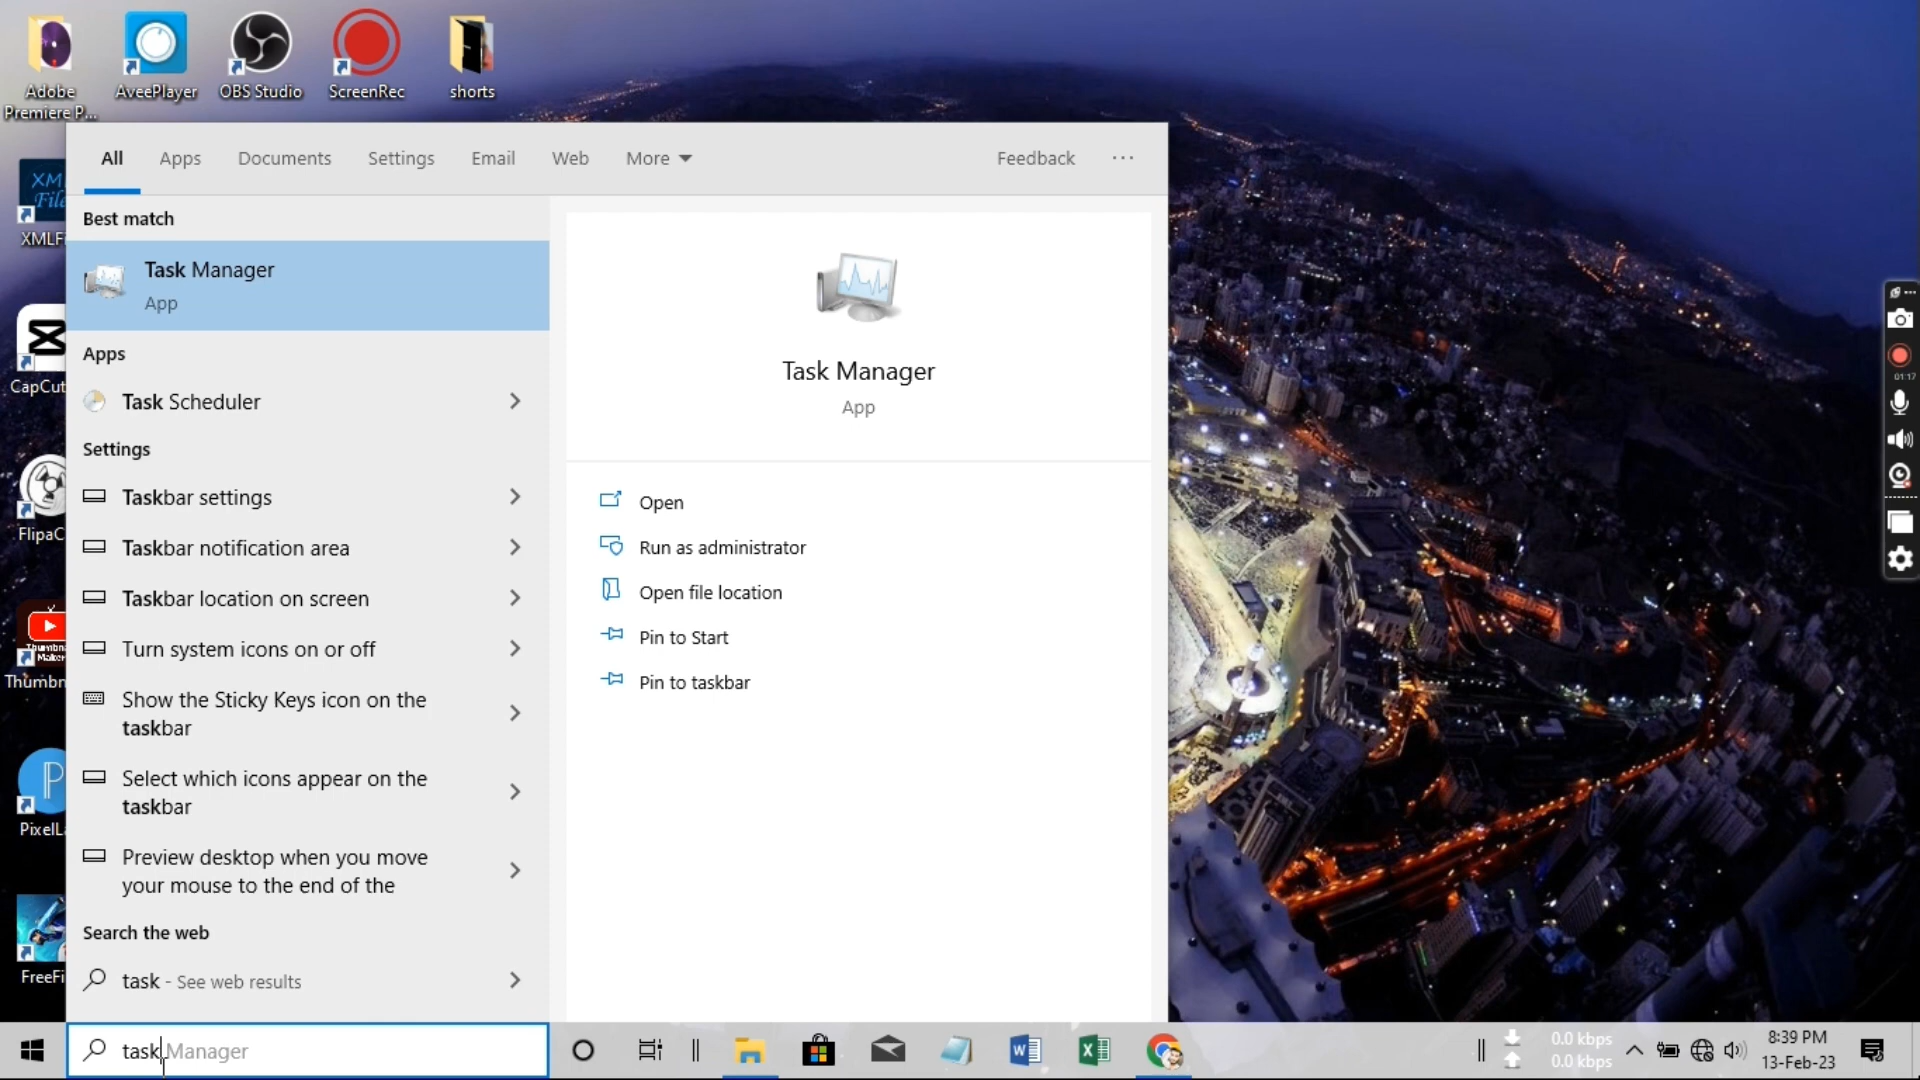 Adobe
Premiere P...
AveePlayer
OBS Studio
ScreenRec
shorts
XML
File
XMLFi
CapCut
FlipaC
Thumbn
PixelL
FreeFi
All
Apps
Documents
Settings
Email
Web
More
Feedback
Best match
Task Manager
App
Apps
Task Scheduler
Settings
Taskbar settings
Taskbar notification area
Taskbar location on screen
Turn system icons on or off
Show the Sticky Keys icon on the
taskbar
Select which icons appear on the
taskbar
Preview desktop when you move
your mouse to the end of the
Search the web
task - See web results
Task Manager
App
Open
Run as administrator
Open file location
Pin to Start
Pin to taskbar
01:17
task Manager
0.0 kbps
0.0 kbps
8:39 PM
13-Feb-23